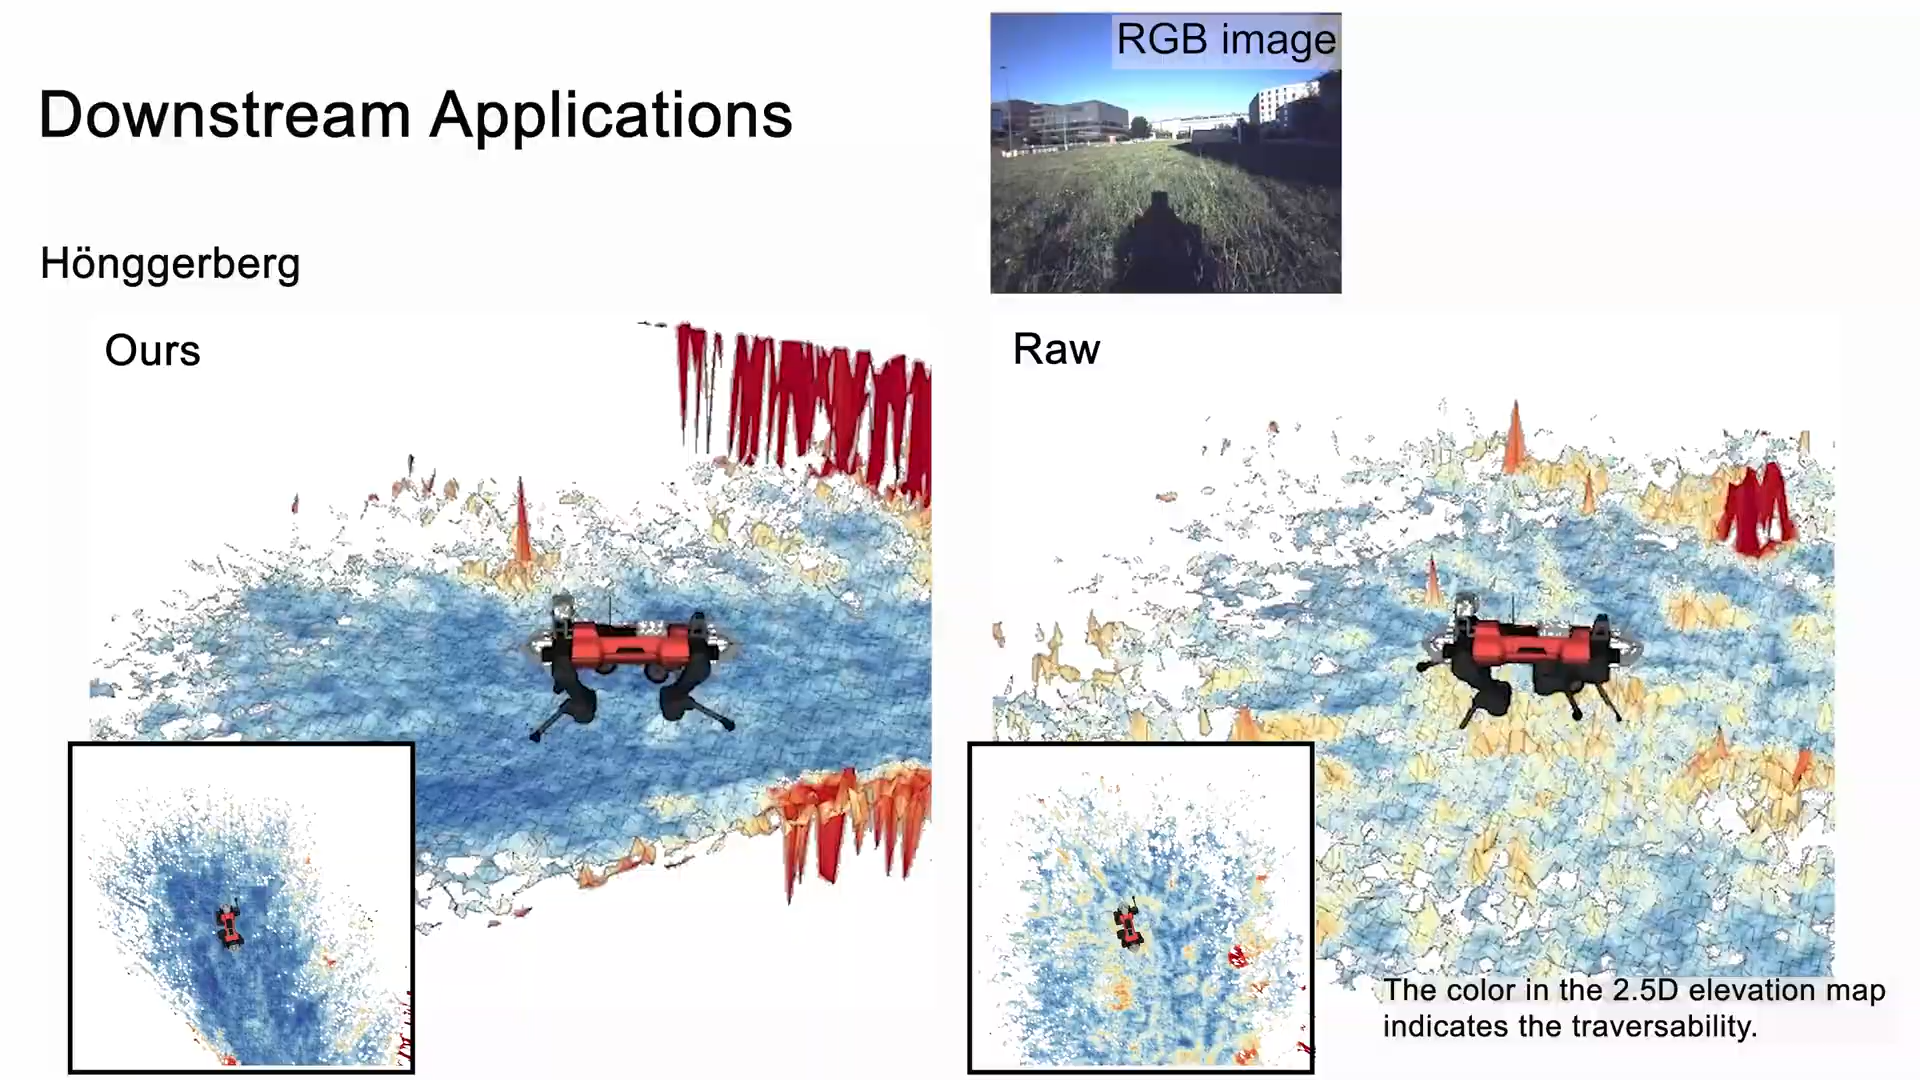 RGB image
Downstream Applications
Hönggerberg
Ours
Raw
The color in the 2.5D elevation map
indicates the traversability.